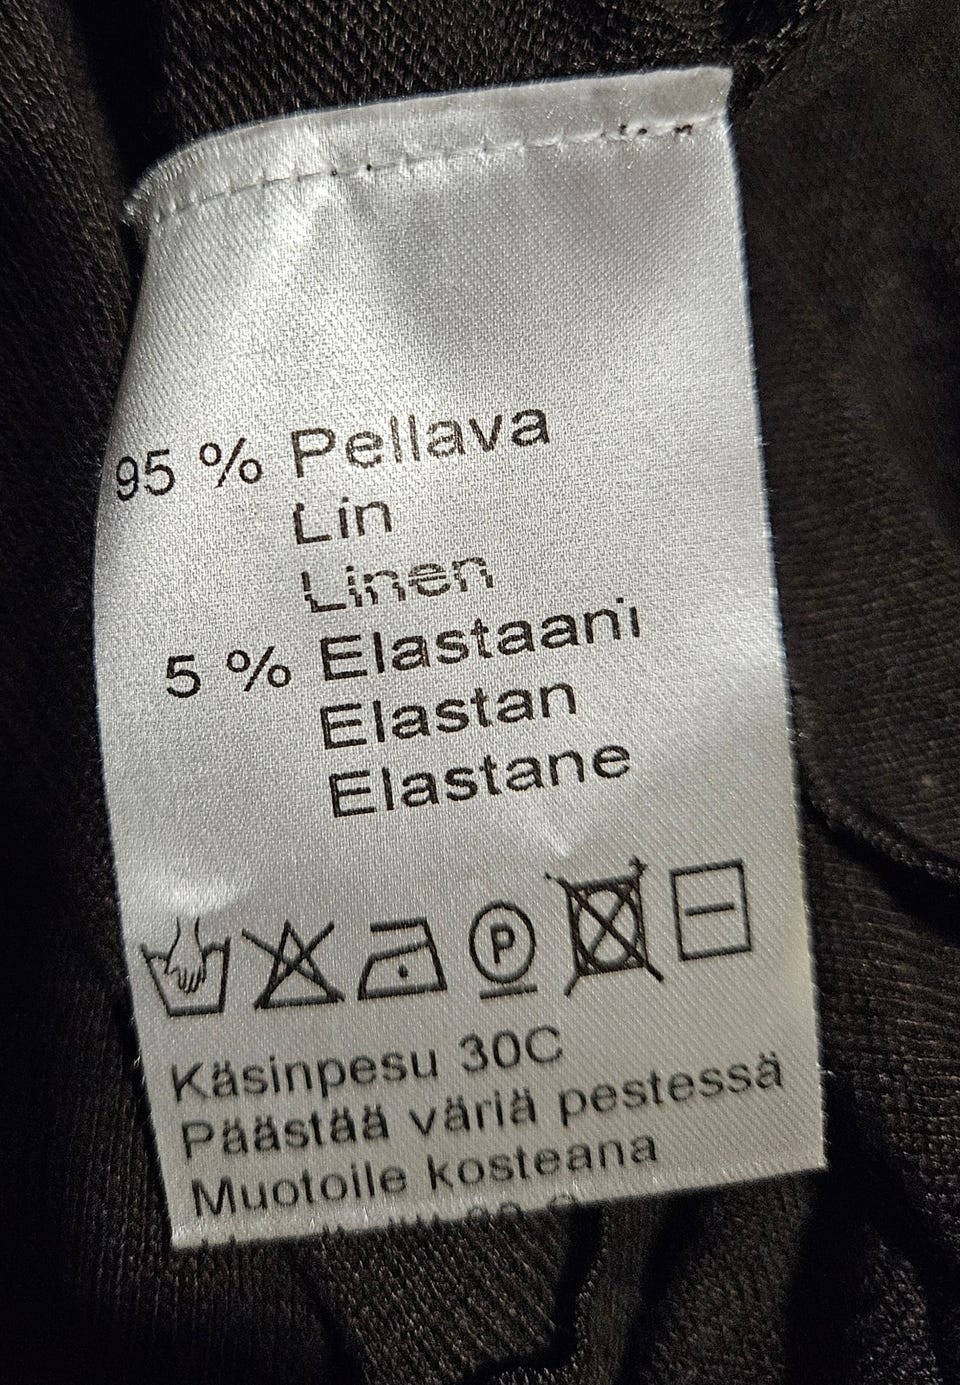 95 % Pellava
Lin
Linen
5 % Elastaani
Elastan
Elastane
P
Käsinpesu 30C
Päästää väriä pestessä
Muotoile kosteana